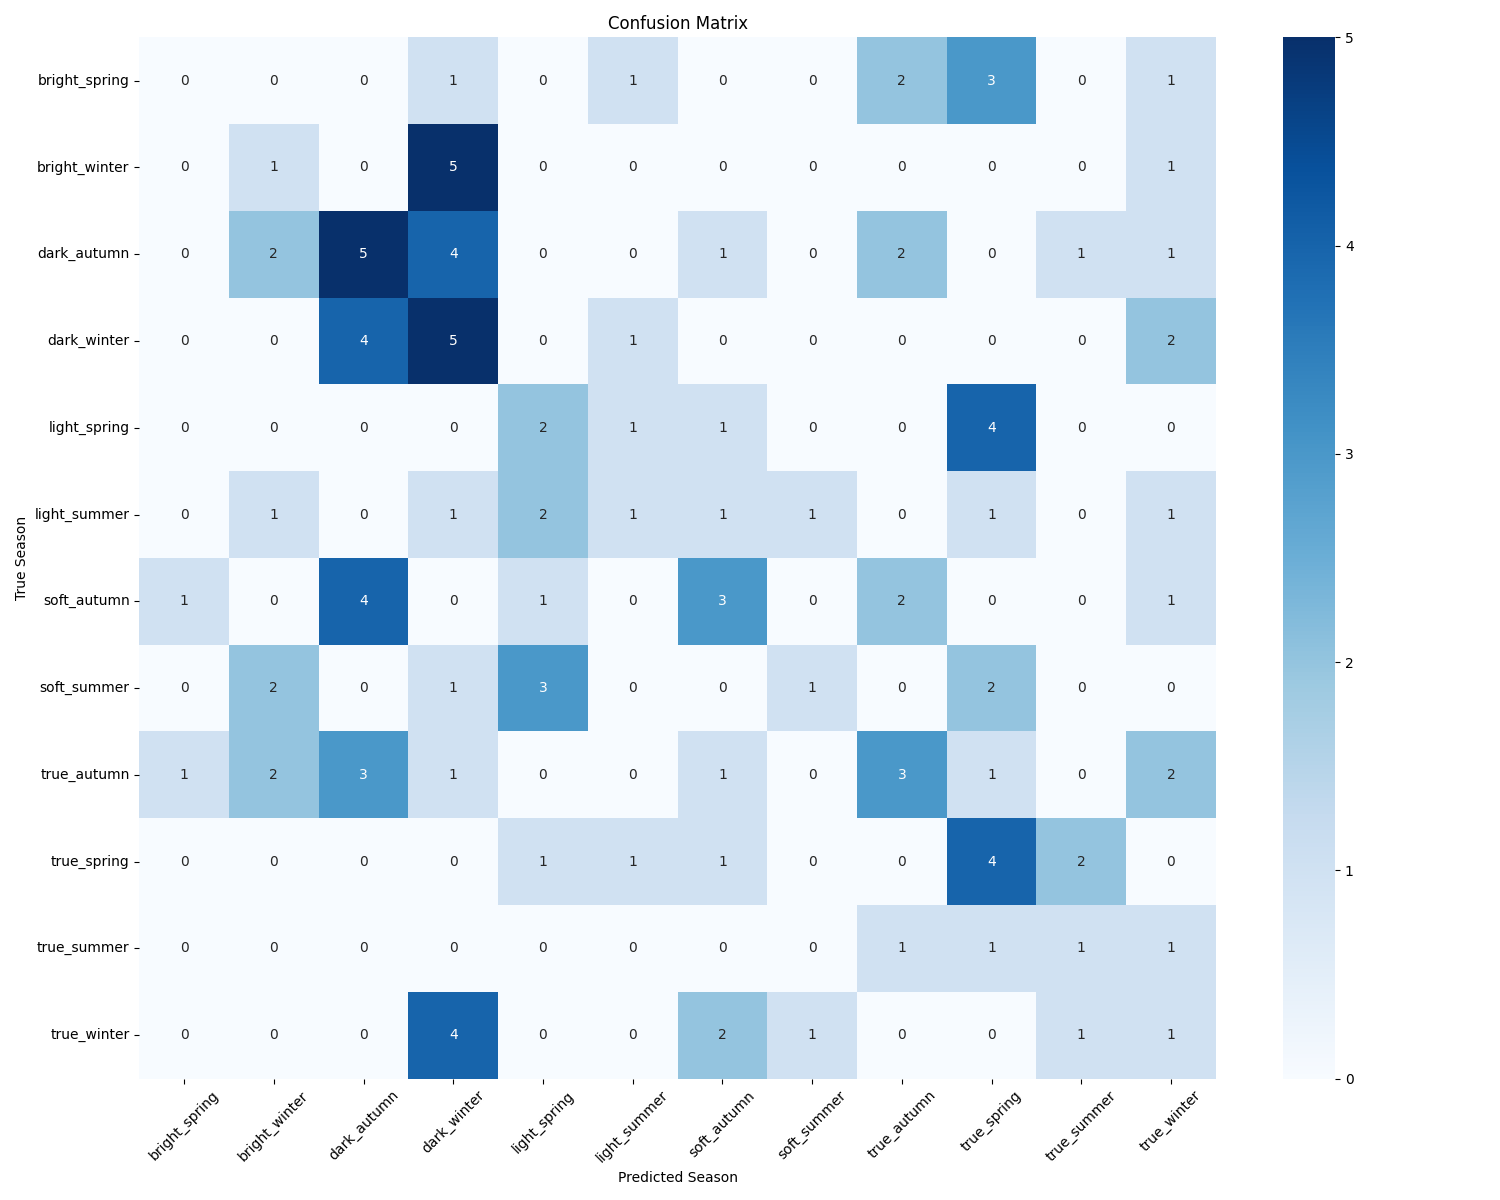 Confusion Matrix
bright_spring 0 0 0 1 0 1 0 0 2 3 0 1
bright_winter 0 1 0 5 0 0 0 0 0 0 0 1
dark_autumn 0 2 5 4 0 0 1 0 2 0 1 1
dark_winter 0 0 4 5 0 1 0 0 0 0 0 2
light_spring 0 0 0 0 2 1 1 0 0 4 0 0
light_summer 0 1 0 1 2 1 1 1 0 1 0 1
soft_autumn 1 0 4 0 1 0 3 0 2 0 0 1
soft_summer 0 2 0 1 3 0 0 1 0 2 0 0
true_autumn 1 2 3 1 0 0 1 0 3 1 0 2
true_spring 0 0 0 0 1 1 1 0 0 4 2 0
true_summer 0 0 0 0 0 0 0 0 1 1 1 1
true_winter 0 0 0 4 0 0 2 1 0 0 1 1
bright_spring bright_winter dark_autumn dark_winter light_spring light_summer soft_autumn soft_summer true_autumn true_spring true_summer true_winter
Predicted Season
True Season
5
4
3
2
1
0